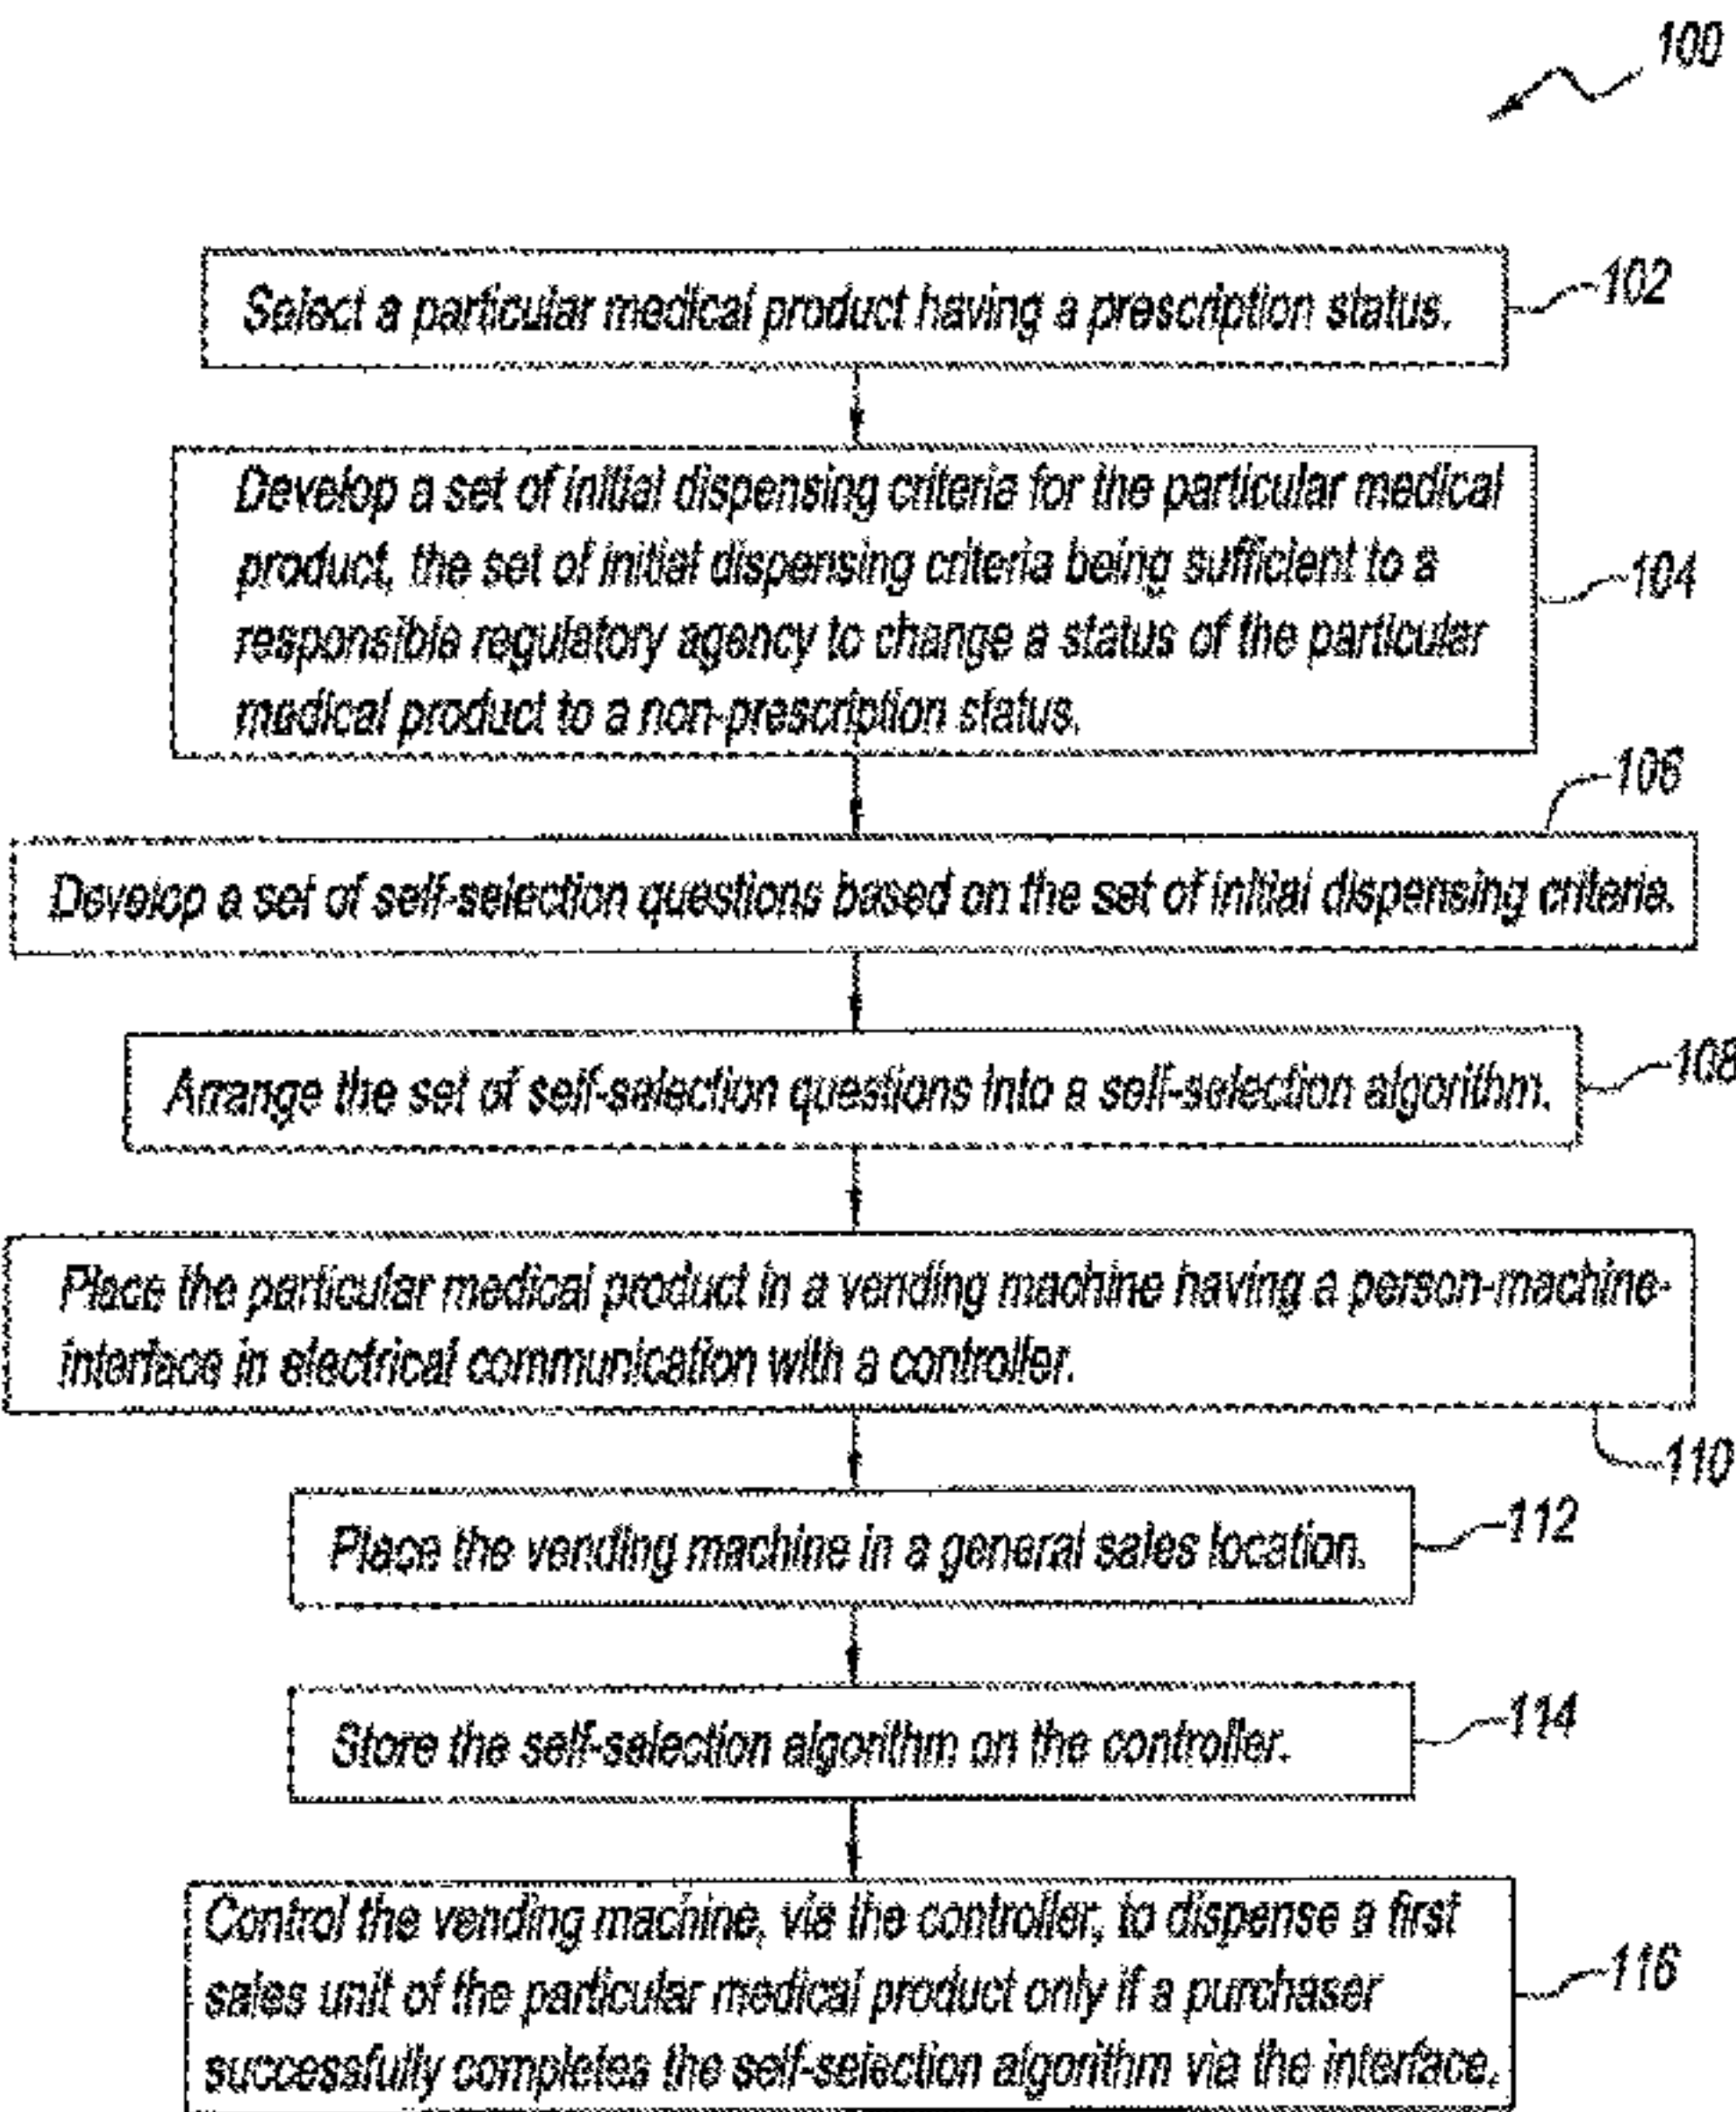 100
Select a particular medical product having a prescription status.
102
Develop a set of initial dispensing criteria for the particular medical
product, the set of initial dispensing criteria being sufficient to a
responsible regulatory agency to change a status of the particular
medical product to a non-prescription status.
104
106
Develop a set of self-selection questions based on the set of initial dispensing criteria.
Arrange the set of self-selection questions into a self-selection algorithm.
108
Place the particular medical product in a vending machine having a person-machine-
interface in electrical communication with a controller.
110
Place the vending machine in a general sales location.
112
Store the self-selection algorithm on the controller.
114
Control the vending machine, via the controller, to dispense a first
sales unit of the particular medical product only if a purchaser
successfully completes the self-selection algorithm via the interface.
116